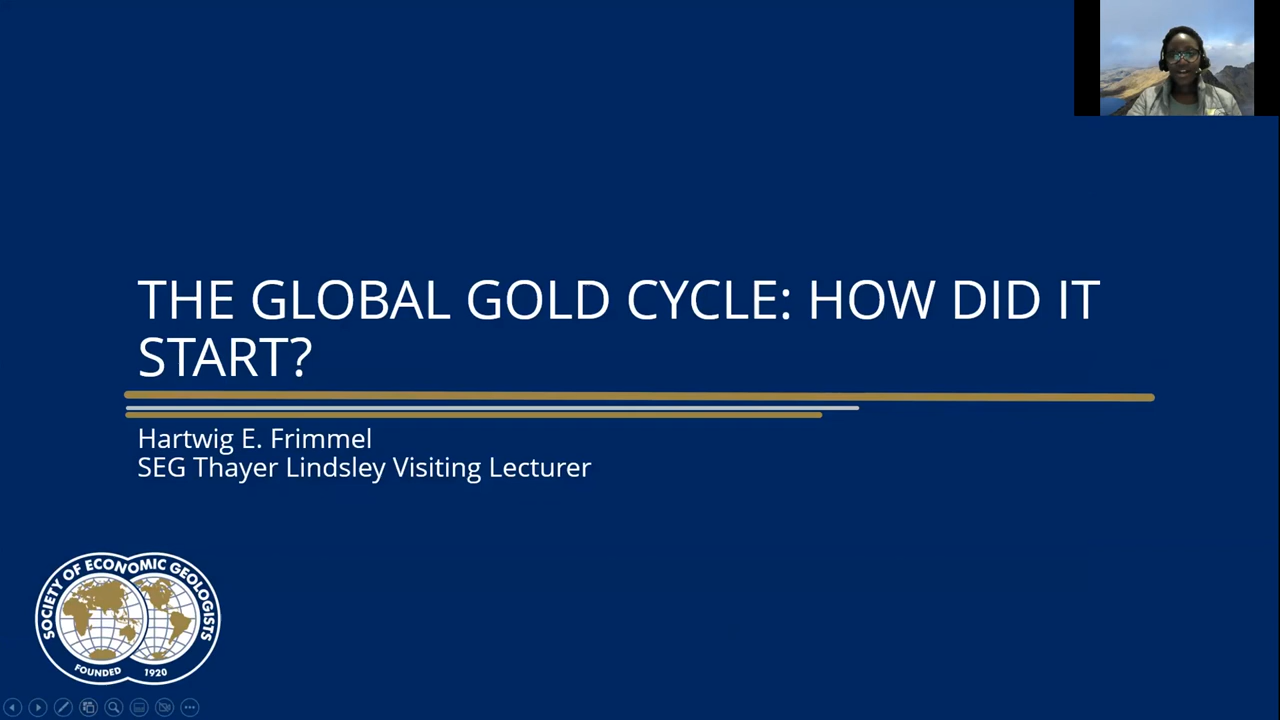 THE GLOBAL GOLD CYCLE: HOW DID IT
START?
Hartwig E. Frimmel
SEG Thayer Lindsley Visiting Lecturer
SOCIETY OF ECONOMIC GEOLOGISTS
FOUNDED 1920